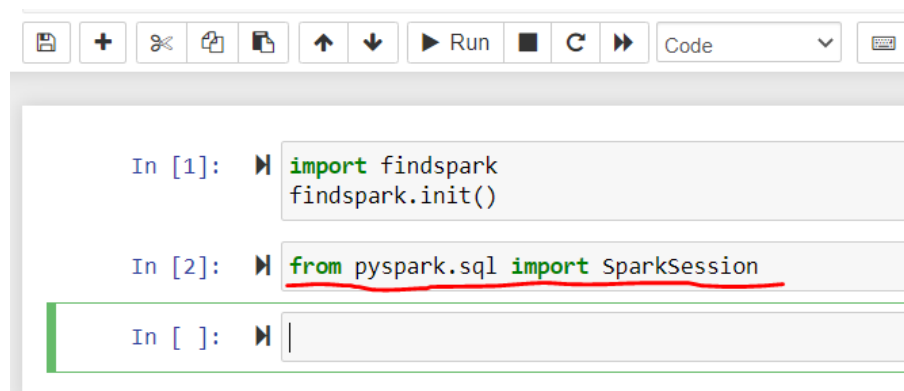 Run
Code
In [1]:
import findspark
findspark.init()
In [2]:
from pyspark.sql import SparkSession
In [ ]: